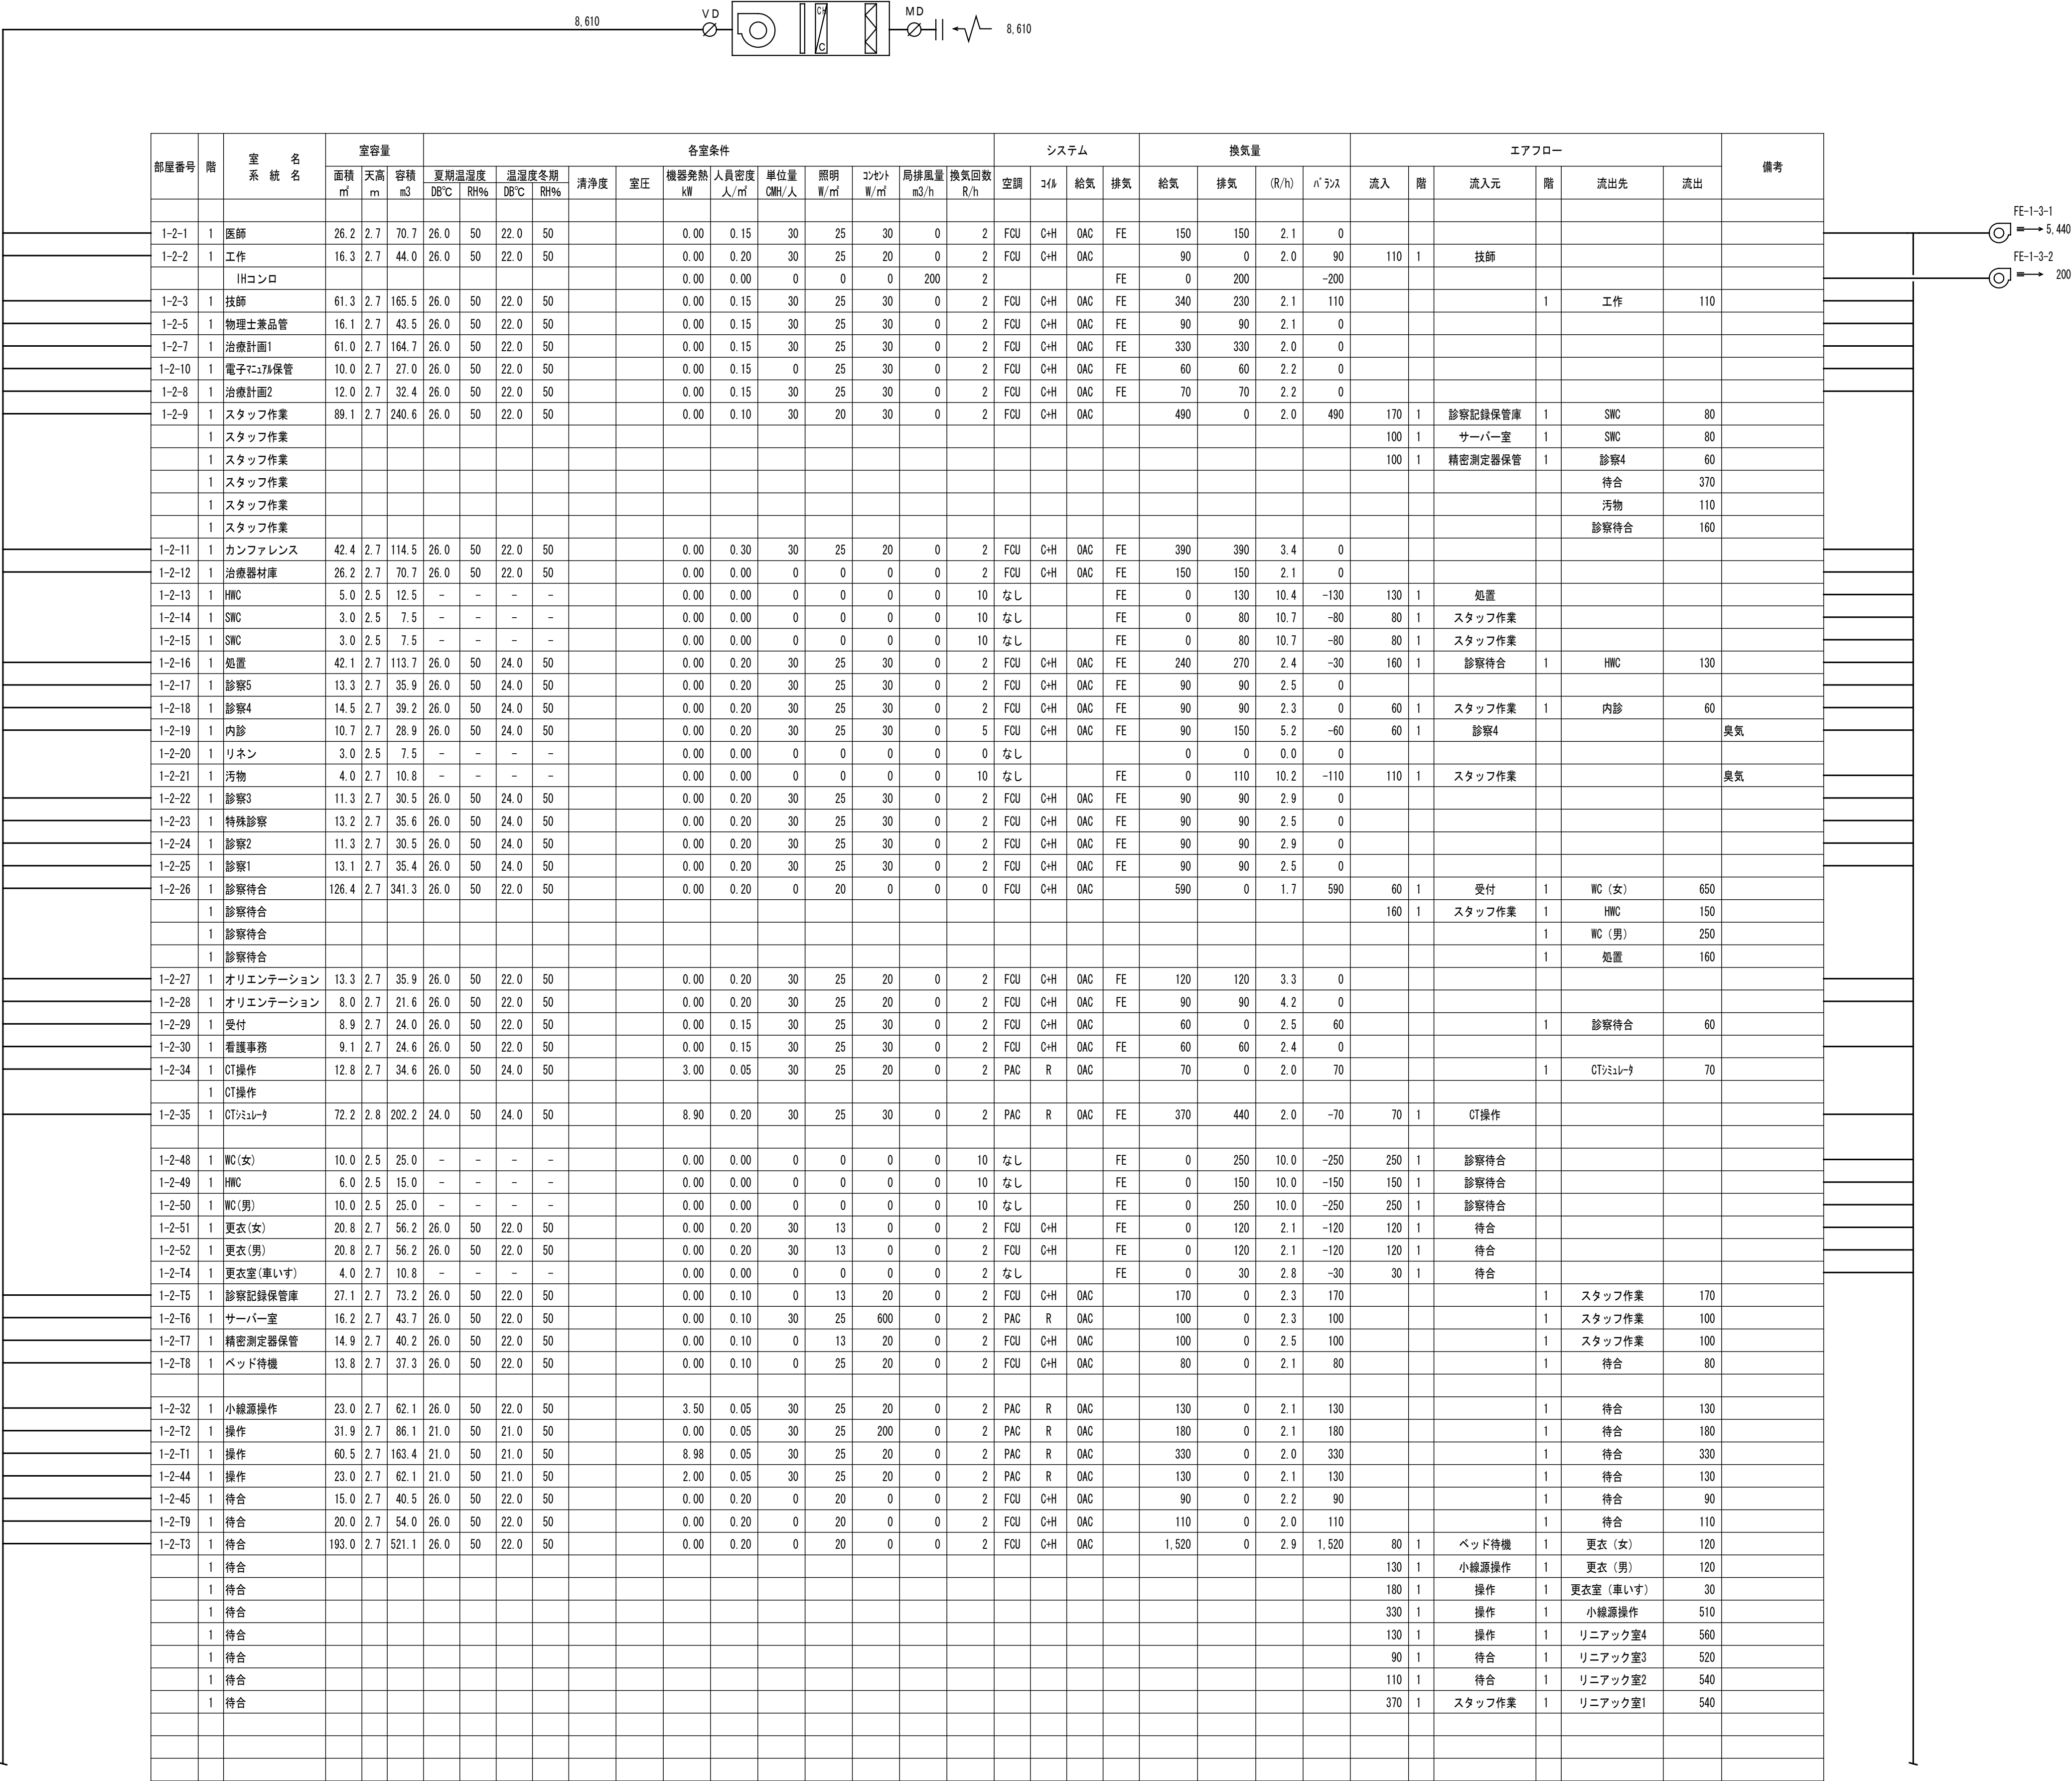 8,610 VD CH C MD 8,610
部屋番号 階 室名 系統名 室容量 各室条件 システム 換気量 エアフロー 備考
面積 ㎡ 天高 m 容積 m3 夏期温湿度 DB℃ RH% 温湿度冬期 DB℃ RH% 清浄度 室圧 機器発熱 kW 人員密度 人/㎡ 単位量 CMH/人 照明 W/㎡ コンセント W/㎡ 局排風量 m3/h 換気回数 R/h 空調 コイル 給気 排気 給気 排気 (R/h) バランス 流入 階 流入元 階 流出先 流出
FE-1-3-1
5,440
FE-1-3-2
200
1-2-1 1 医師 26.2 2.7 70.7 26.0 50 22.0 50 0.00 0.15 30 25 30 0 2 FCU C+H OAC FE 150 150 2.1 0
1-2-2 1 工作 16.3 2.7 44.0 26.0 50 22.0 50 0.00 0.20 30 25 20 0 2 FCU C+H OAC 90 0 2.0 90 110 1 技師
IHコンロ 0.00 0.00 0 0 0 200 2 FE 0 200 -200
1-2-3 1 技師 61.3 2.7 165.5 26.0 50 22.0 50 0.00 0.15 30 25 30 0 2 FCU C+H OAC FE 340 230 2.1 110 1 工作 110
1-2-5 1 物理士兼品管 16.1 2.7 43.5 26.0 50 22.0 50 0.00 0.15 30 25 30 0 2 FCU C+H OAC FE 90 90 2.1 0
1-2-7 1 治療計画1 61.0 2.7 164.7 26.0 50 22.0 50 0.00 0.15 30 25 30 0 2 FCU C+H OAC FE 330 330 2.0 0
1-2-10 1 電子マニュアル保管 10.0 2.7 27.0 26.0 50 22.0 50 0.00 0.15 0 25 30 0 2 FCU C+H OAC FE 60 60 2.2 0
1-2-8 1 治療計画2 12.0 2.7 32.4 26.0 50 22.0 50 0.00 0.15 30 25 30 0 2 FCU C+H OAC FE 70 70 2.2 0
1-2-9 1 スタッフ作業 89.1 2.7 240.6 26.0 50 22.0 50 0.00 0.10 30 20 30 0 2 FCU C+H OAC 490 0 2.0 490 170 1 診察記録保管庫 1 SWC 80
1 スタッフ作業 100 1 サーバー室 1 SWC 80
1 スタッフ作業 100 1 精密測定器保管 1 診察4 60
1 スタッフ作業 待合 370
1 スタッフ作業 汚物 110
1 スタッフ作業 診察待合 160
1-2-11 1 カンファレンス 42.4 2.7 114.5 26.0 50 22.0 50 0.00 0.30 30 25 20 0 2 FCU C+H OAC FE 390 390 3.4 0
1-2-12 1 治療器材庫 26.2 2.7 70.7 26.0 50 22.0 50 0.00 0.00 0 0 0 0 2 FCU C+H OAC FE 150 150 2.1 0
1-2-13 1 HWC 5.0 2.5 12.5 - - - - 0.00 0.00 0 0 0 0 10 なし FE 0 130 10.4 -130 130 1 処置
1-2-14 1 SWC 3.0 2.5 7.5 - - - - 0.00 0.00 0 0 0 0 10 なし FE 0 80 10.7 -80 80 1 スタッフ作業
1-2-15 1 SWC 3.0 2.5 7.5 - - - - 0.00 0.00 0 0 0 0 10 なし FE 0 80 10.7 -80 80 1 スタッフ作業
1-2-16 1 処置 42.1 2.7 113.7 26.0 50 24.0 50 0.00 0.20 30 25 30 0 2 FCU C+H OAC FE 240 270 2.4 -30 160 1 診察待合 1 HWC 130
1-2-17 1 診察5 13.3 2.7 35.9 26.0 50 24.0 50 0.00 0.20 30 25 30 0 2 FCU C+H OAC FE 90 90 2.5 0
1-2-18 1 診察4 14.5 2.7 39.2 26.0 50 24.0 50 0.00 0.20 30 25 30 0 2 FCU C+H OAC FE 90 90 2.3 0 60 1 スタッフ作業 1 内診 60
1-2-19 1 内診 10.7 2.7 28.9 26.0 50 24.0 50 0.00 0.20 30 25 30 0 5 FCU C+H OAC FE 90 150 5.2 -60 60 1 診察4 臭気
1-2-20 1 リネン 3.0 2.5 7.5 - - - - 0.00 0.00 0 0 0 0 0 なし 0 0 0.0 0
1-2-21 1 汚物 4.0 2.7 10.8 - - - - 0.00 0.00 0 0 0 0 10 なし FE 0 110 10.2 -110 110 1 スタッフ作業 臭気
1-2-22 1 診察3 11.3 2.7 30.5 26.0 50 24.0 50 0.00 0.20 30 25 30 0 2 FCU C+H OAC FE 90 90 2.9 0
1-2-23 1 特殊診察 13.2 2.7 35.6 26.0 50 24.0 50 0.00 0.20 30 25 30 0 2 FCU C+H OAC FE 90 90 2.5 0
1-2-24 1 診察2 11.3 2.7 30.5 26.0 50 24.0 50 0.00 0.20 30 25 30 0 2 FCU C+H OAC FE 90 90 2.9 0
1-2-25 1 診察1 13.1 2.7 35.4 26.0 50 24.0 50 0.00 0.20 30 25 30 0 2 FCU C+H OAC FE 90 90 2.5 0
1-2-26 1 診察待合 126.4 2.7 341.3 26.0 50 22.0 50 0.00 0.20 0 20 0 0 0 FCU C+H OAC 590 0 1.7 590 60 1 受付 1 WC（女） 650
1 診察待合 160 1 スタッフ作業 1 HWC 150
1 診察待合 1 WC（男） 250
1 診察待合 1 処置 160
1-2-27 1 オリエンテーション 13.3 2.7 35.9 26.0 50 22.0 50 0.00 0.20 30 25 20 0 2 FCU C+H OAC FE 120 120 3.3 0
1-2-28 1 オリエンテーション 8.0 2.7 21.6 26.0 50 22.0 50 0.00 0.20 30 25 20 0 2 FCU C+H OAC FE 90 90 4.2 0
1-2-29 1 受付 8.9 2.7 24.0 26.0 50 22.0 50 0.00 0.15 30 25 30 0 2 FCU C+H OAC 60 0 2.5 60 1 診察待合 60
1-2-30 1 看護事務 9.1 2.7 24.6 26.0 50 22.0 50 0.00 0.15 30 25 30 0 2 FCU C+H OAC FE 60 60 2.4 0
1-2-34 1 CT操作 12.8 2.7 34.6 26.0 50 24.0 50 3.00 0.05 30 25 20 0 2 PAC R OAC 70 0 2.0 70 1 CTシミュレータ 70
1 CT操作
1-2-35 1 CTシミュレータ 72.2 2.8 202.2 24.0 50 24.0 50 8.90 0.20 30 25 30 0 2 PAC R OAC FE 370 440 2.0 -70 70 1 CT操作
1-2-48 1 WC(女) 10.0 2.5 25.0 - - - - 0.00 0.00 0 0 0 0 10 なし FE 0 250 10.0 -250 250 1 診察待合
1-2-49 1 HWC 6.0 2.5 15.0 - - - - 0.00 0.00 0 0 0 0 10 なし FE 0 150 10.0 -150 150 1 診察待合
1-2-50 1 WC(男) 10.0 2.5 25.0 - - - - 0.00 0.00 0 0 0 0 10 なし FE 0 250 10.0 -250 250 1 診察待合
1-2-51 1 更衣(女) 20.8 2.7 56.2 26.0 50 22.0 50 0.00 0.20 30 13 0 0 2 FCU C+H FE 0 120 2.1 -120 120 1 待合
1-2-52 1 更衣(男) 20.8 2.7 56.2 26.0 50 22.0 50 0.00 0.20 30 13 0 0 2 FCU C+H FE 0 120 2.1 -120 120 1 待合
1-2-T4 1 更衣室(車いす) 4.0 2.7 10.8 - - - - 0.00 0.00 0 0 0 0 2 なし FE 0 30 2.8 -30 30 1 待合
1-2-T5 1 診察記録保管庫 27.1 2.7 73.2 26.0 50 22.0 50 0.00 0.10 0 13 20 0 2 FCU C+H OAC 170 0 2.3 170 1 スタッフ作業 170
1-2-T6 1 サーバー室 16.2 2.7 43.7 26.0 50 22.0 50 0.00 0.10 30 25 600 0 2 PAC R OAC 100 0 2.3 100 1 スタッフ作業 100
1-2-T7 1 精密測定器保管 14.9 2.7 40.2 26.0 50 22.0 50 0.00 0.10 0 13 20 0 2 FCU C+H OAC 100 0 2.5 100 1 スタッフ作業 100
1-2-T8 1 ベッド待機 13.8 2.7 37.3 26.0 50 22.0 50 0.00 0.10 0 25 20 0 2 FCU C+H OAC 80 0 2.1 80 1 待合 80
1-2-32 1 小線源操作 23.0 2.7 62.1 26.0 50 22.0 50 3.50 0.05 30 25 20 0 2 PAC R OAC 130 0 2.1 130 1 待合 130
1-2-T2 1 操作 31.9 2.7 86.1 21.0 50 21.0 50 0.00 0.05 30 25 200 0 2 PAC R OAC 180 0 2.1 180 1 待合 180
1-2-T1 1 操作 60.5 2.7 163.4 21.0 50 21.0 50 8.98 0.05 30 25 20 0 2 PAC R OAC 330 0 2.0 330 1 待合 330
1-2-44 1 操作 23.0 2.7 62.1 21.0 50 21.0 50 2.00 0.05 30 25 20 0 2 PAC R OAC 130 0 2.1 130 1 待合 130
1-2-45 1 待合 15.0 2.7 40.5 26.0 50 22.0 50 0.00 0.20 0 20 0 0 2 FCU C+H OAC 90 0 2.2 90 1 待合 90
1-2-T9 1 待合 20.0 2.7 54.0 26.0 50 22.0 50 0.00 0.20 0 20 0 0 2 FCU C+H OAC 110 0 2.0 110 1 待合 110
1-2-T3 1 待合 193.0 2.7 521.1 26.0 50 22.0 50 0.00 0.20 0 20 0 0 2 FCU C+H OAC 1,520 0 2.9 1,520 80 1 ベッド待機 1 更衣（女） 120
1 待合 130 1 小線源操作 1 更衣（男） 120
1 待合 180 1 操作 1 更衣室（車いす） 30
1 待合 330 1 操作 1 小線源操作 510
1 待合 130 1 操作 1 リニアック室4 560
1 待合 90 1 待合 1 リニアック室3 520
1 待合 110 1 待合 1 リニアック室2 540
1 待合 370 1 スタッフ作業 1 リニアック室1 540